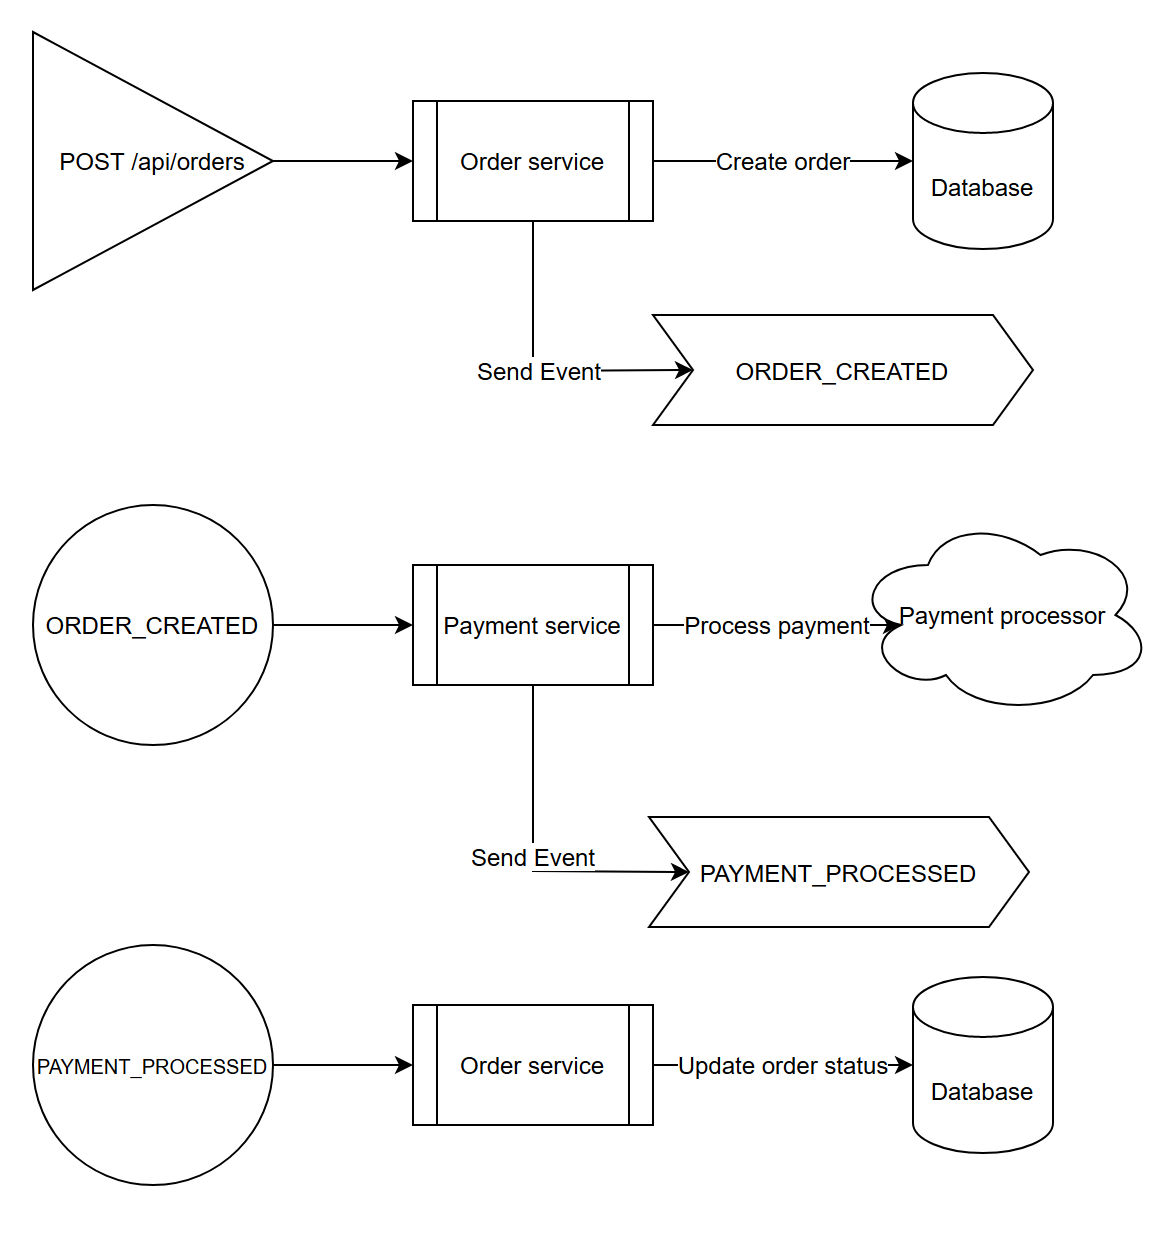 POST /api/orders
Order service
Create order
Database
Send Event
ORDER_CREATED
ORDER_CREATED
Payment service
Process payment
Payment processor
Send Event
PAYMENT_PROCESSED
PAYMENT_PROCESSED
Order service
Update order status
Database